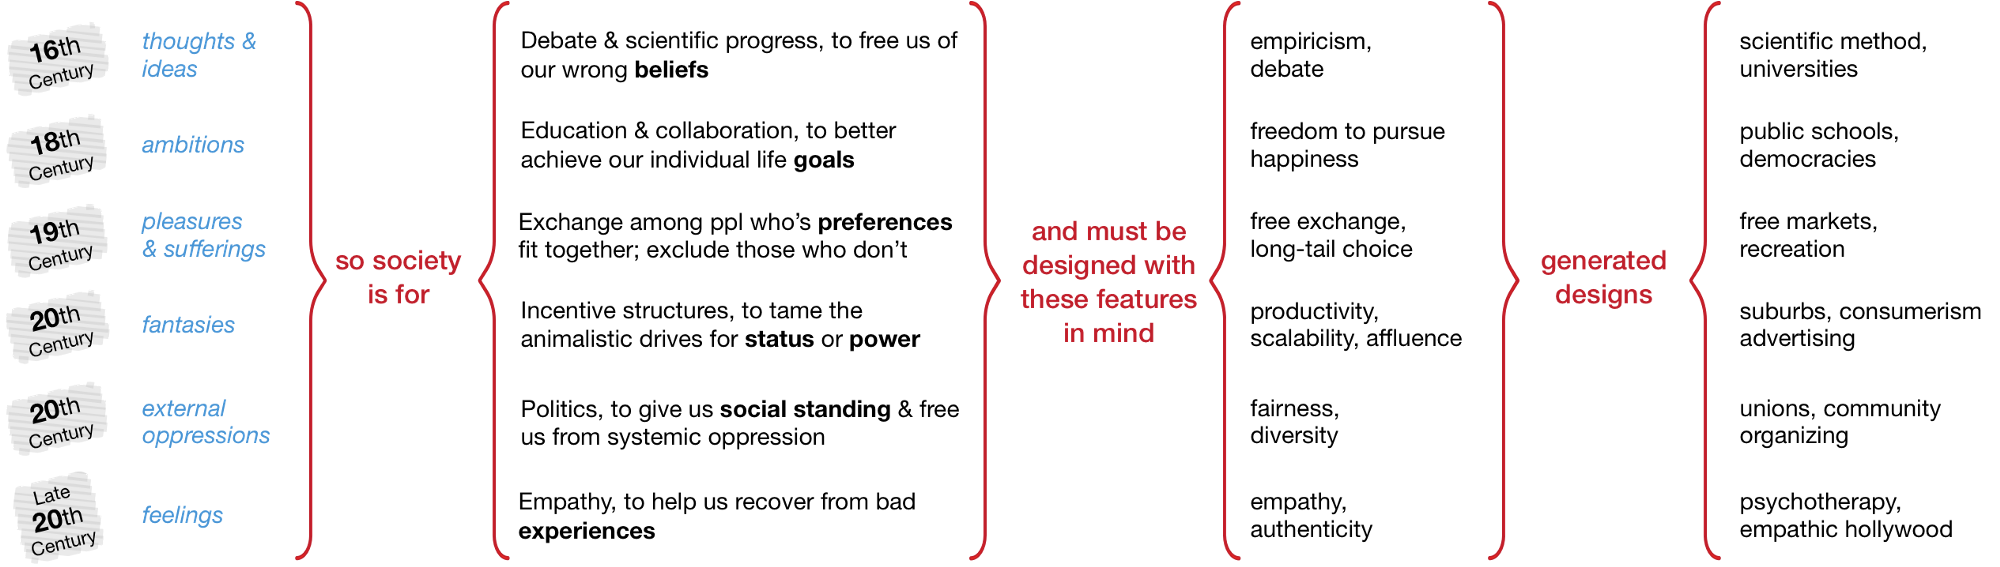 16th
Century
thoughts &
ideas
Debate & scientific progress, to free us of
our wrong beliefs
empiricism,
debate
scientific method,
universities
18th
Century
ambitions
Education & collaboration, to better
achieve our individual life goals
freedom to pursue
happiness
public schools,
democracies
19th
Century
pleasures
& sufferings
so society
is for
Exchange among ppl who's preferences
fit together; exclude those who don't
and must be
designed with
these features
in mind
free exchange,
long-tail choice
generated
designs
free markets,
recreation
20th
Century
fantasies
Incentive structures, to tame the
animalistic drives for status or power
productivity,
scalability, affluence
suburbs, consumerism
advertising
20th
Century
external
oppressions
Politics, to give us social standing & free
us from systemic oppression
fairness,
diversity
unions, community
organizing
Late
20th
Century
feelings
Empathy, to help us recover from bad
experiences
empathy,
authenticity
psychotherapy,
empathic hollywood